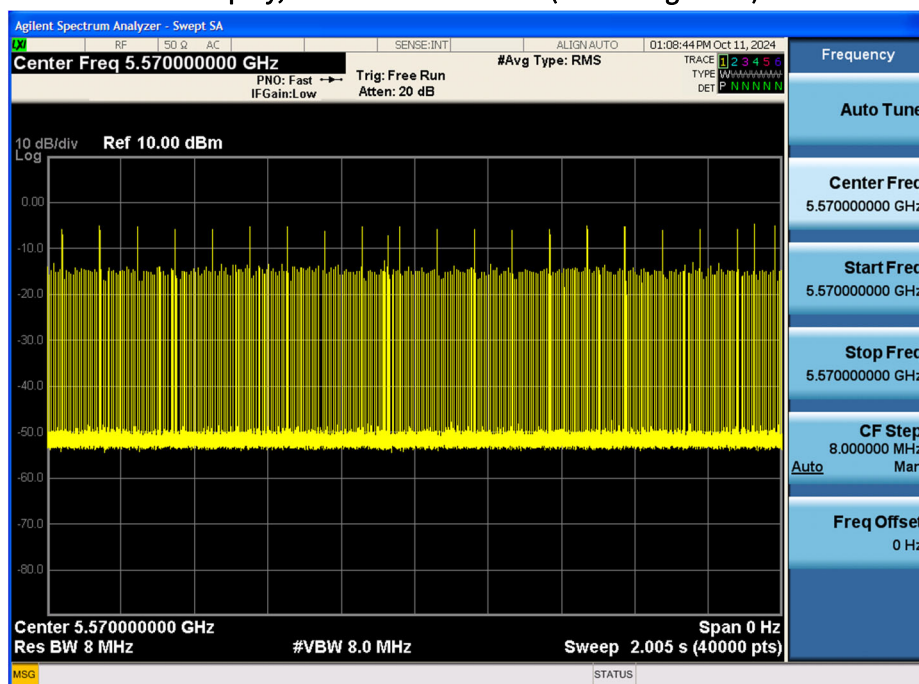 Agilent Spectrum Analyzer - Swept SA
LXI RF 50 Ω AC SENSE:INT ALIGN AUTO 01:08:44 PM Oct 11, 2024
Center Freq 5.570000000 GHz
#Avg Type: RMS
TRACE 1 2 3 4 5 6
PNO: Fast
Trig: Free Run
TYPE WWWWWW
IFGain:Low
Atten: 20 dB
DET P N N N N N
10 dB/div Ref 10.00 dBm
Log
0.00
-10.0
-20.0
-30.0
-40.0
-50.0
-60.0
-70.0
-80.0
Center 5.570000000 GHz Span 0 Hz
Res BW 8 MHz #VBW 8.0 MHz Sweep 2.005 s (40000 pts)
MSG STATUS
Frequency
Auto Tune
Center Freq
5.570000000 GHz
Start Freq
5.570000000 GHz
Stop Freq
5.570000000 GHz
CF Step
8.000000 MHz
Auto Man
Freq Offset
0 Hz